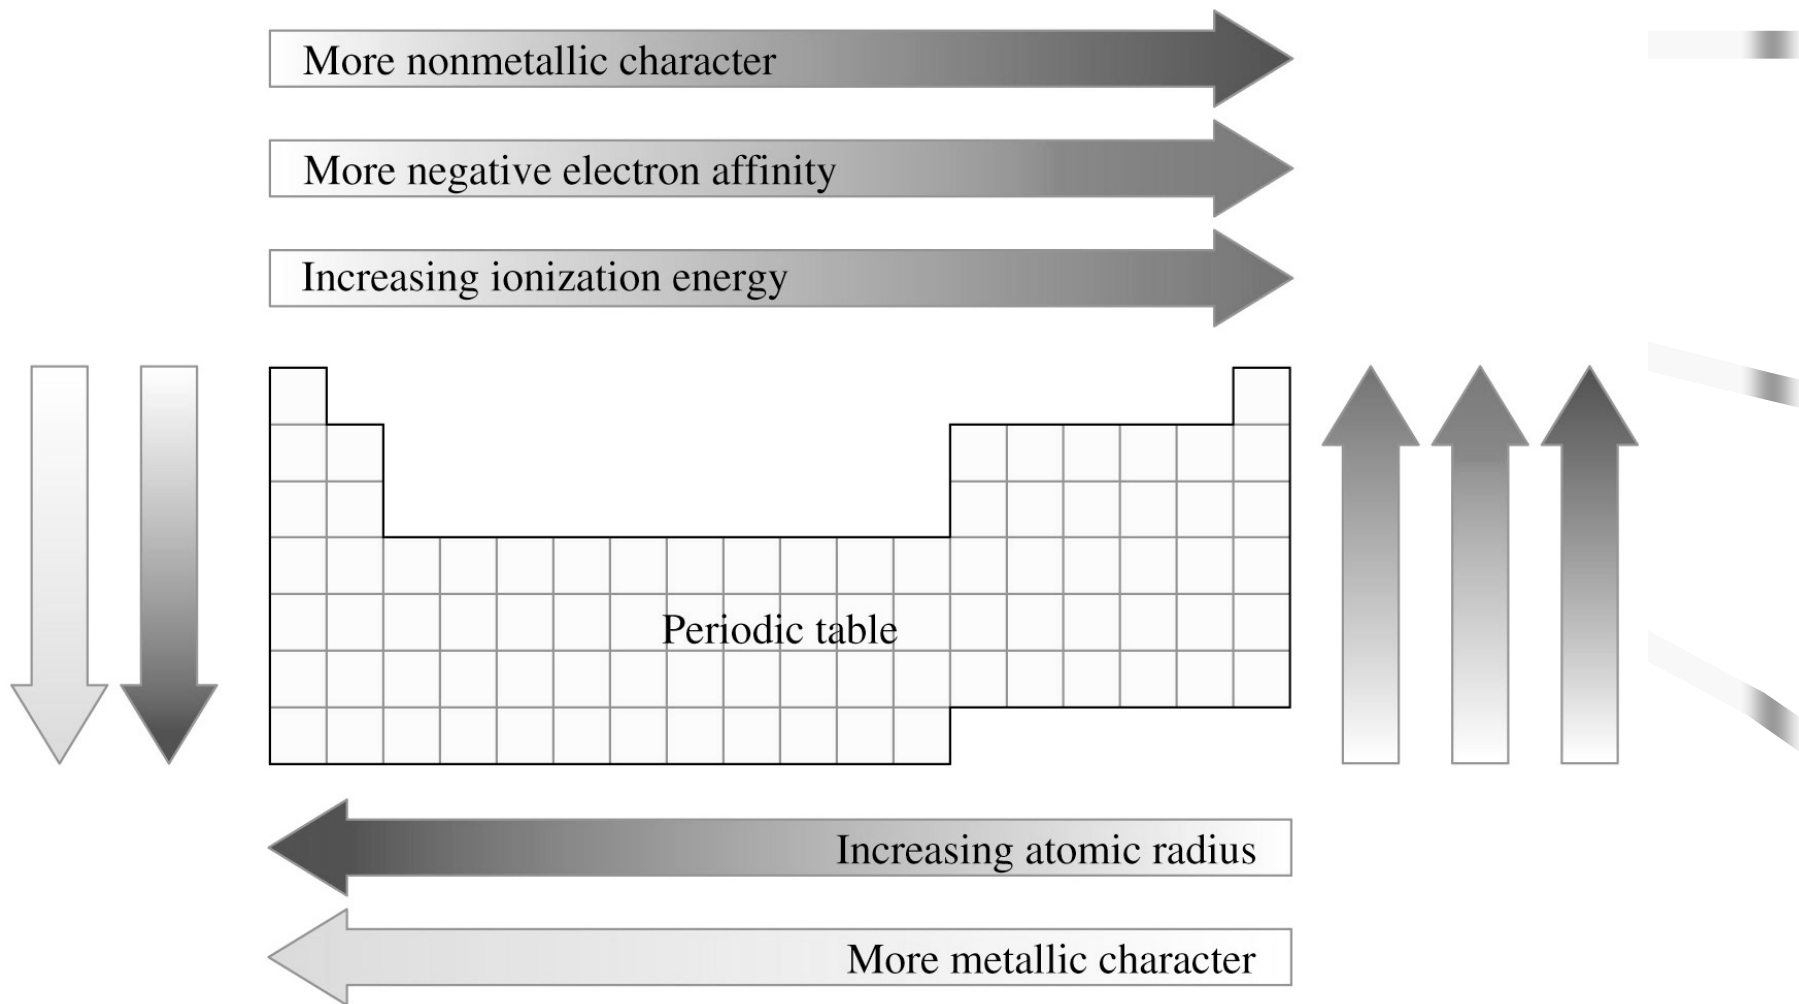 More nonmetallic character
More negative electron affinity
Increasing ionization energy
Periodic table
Increasing atomic radius
More metallic character